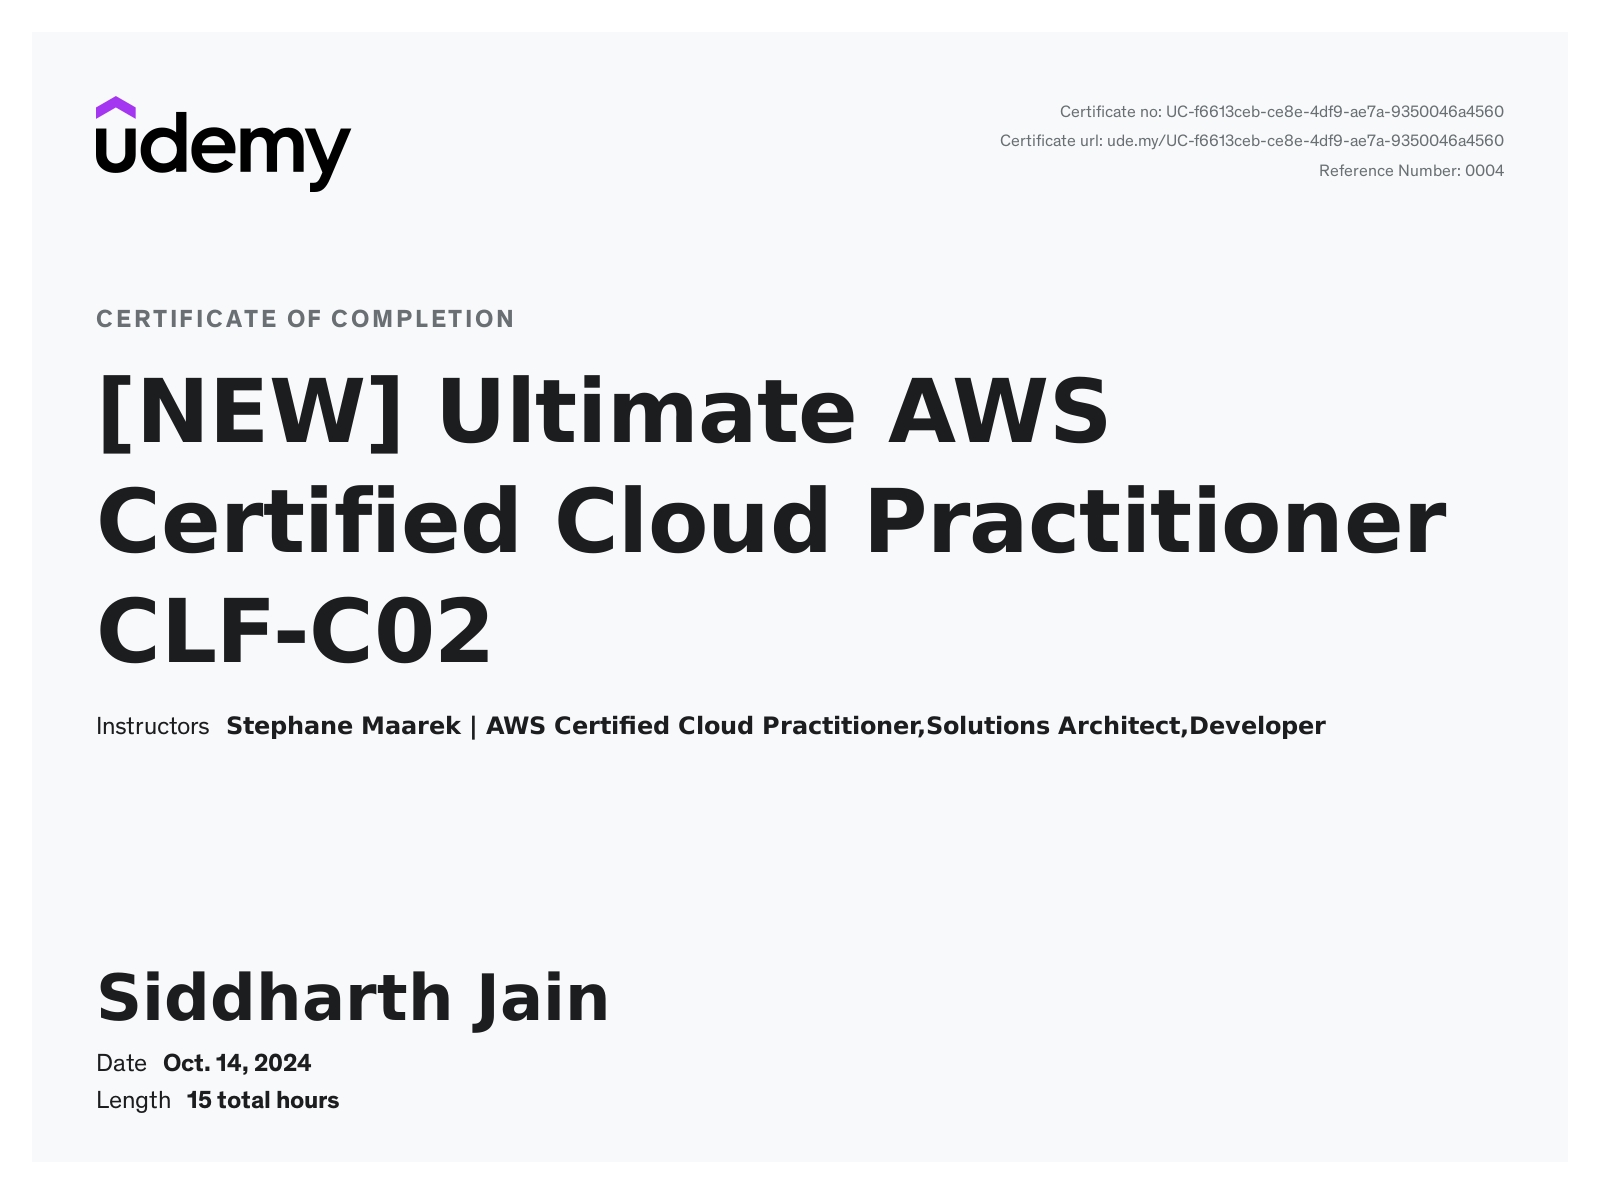 udemy
Certificate no: UC-f6613ceb-ce8e-4df9-ae7a-9350046a4560
Certificate url: ude.my/UC-f6613ceb-ce8e-4df9-ae7a-9350046a4560
Reference Number: 0004
CERTIFICATE OF COMPLETION
[NEW] Ultimate AWS
Certified Cloud Practitioner
CLF-C02
Instructors Stephane Maarek | AWS Certified Cloud Practitioner,Solutions Architect,Developer
Siddharth Jain
Date Oct. 14, 2024
Length 15 total hours